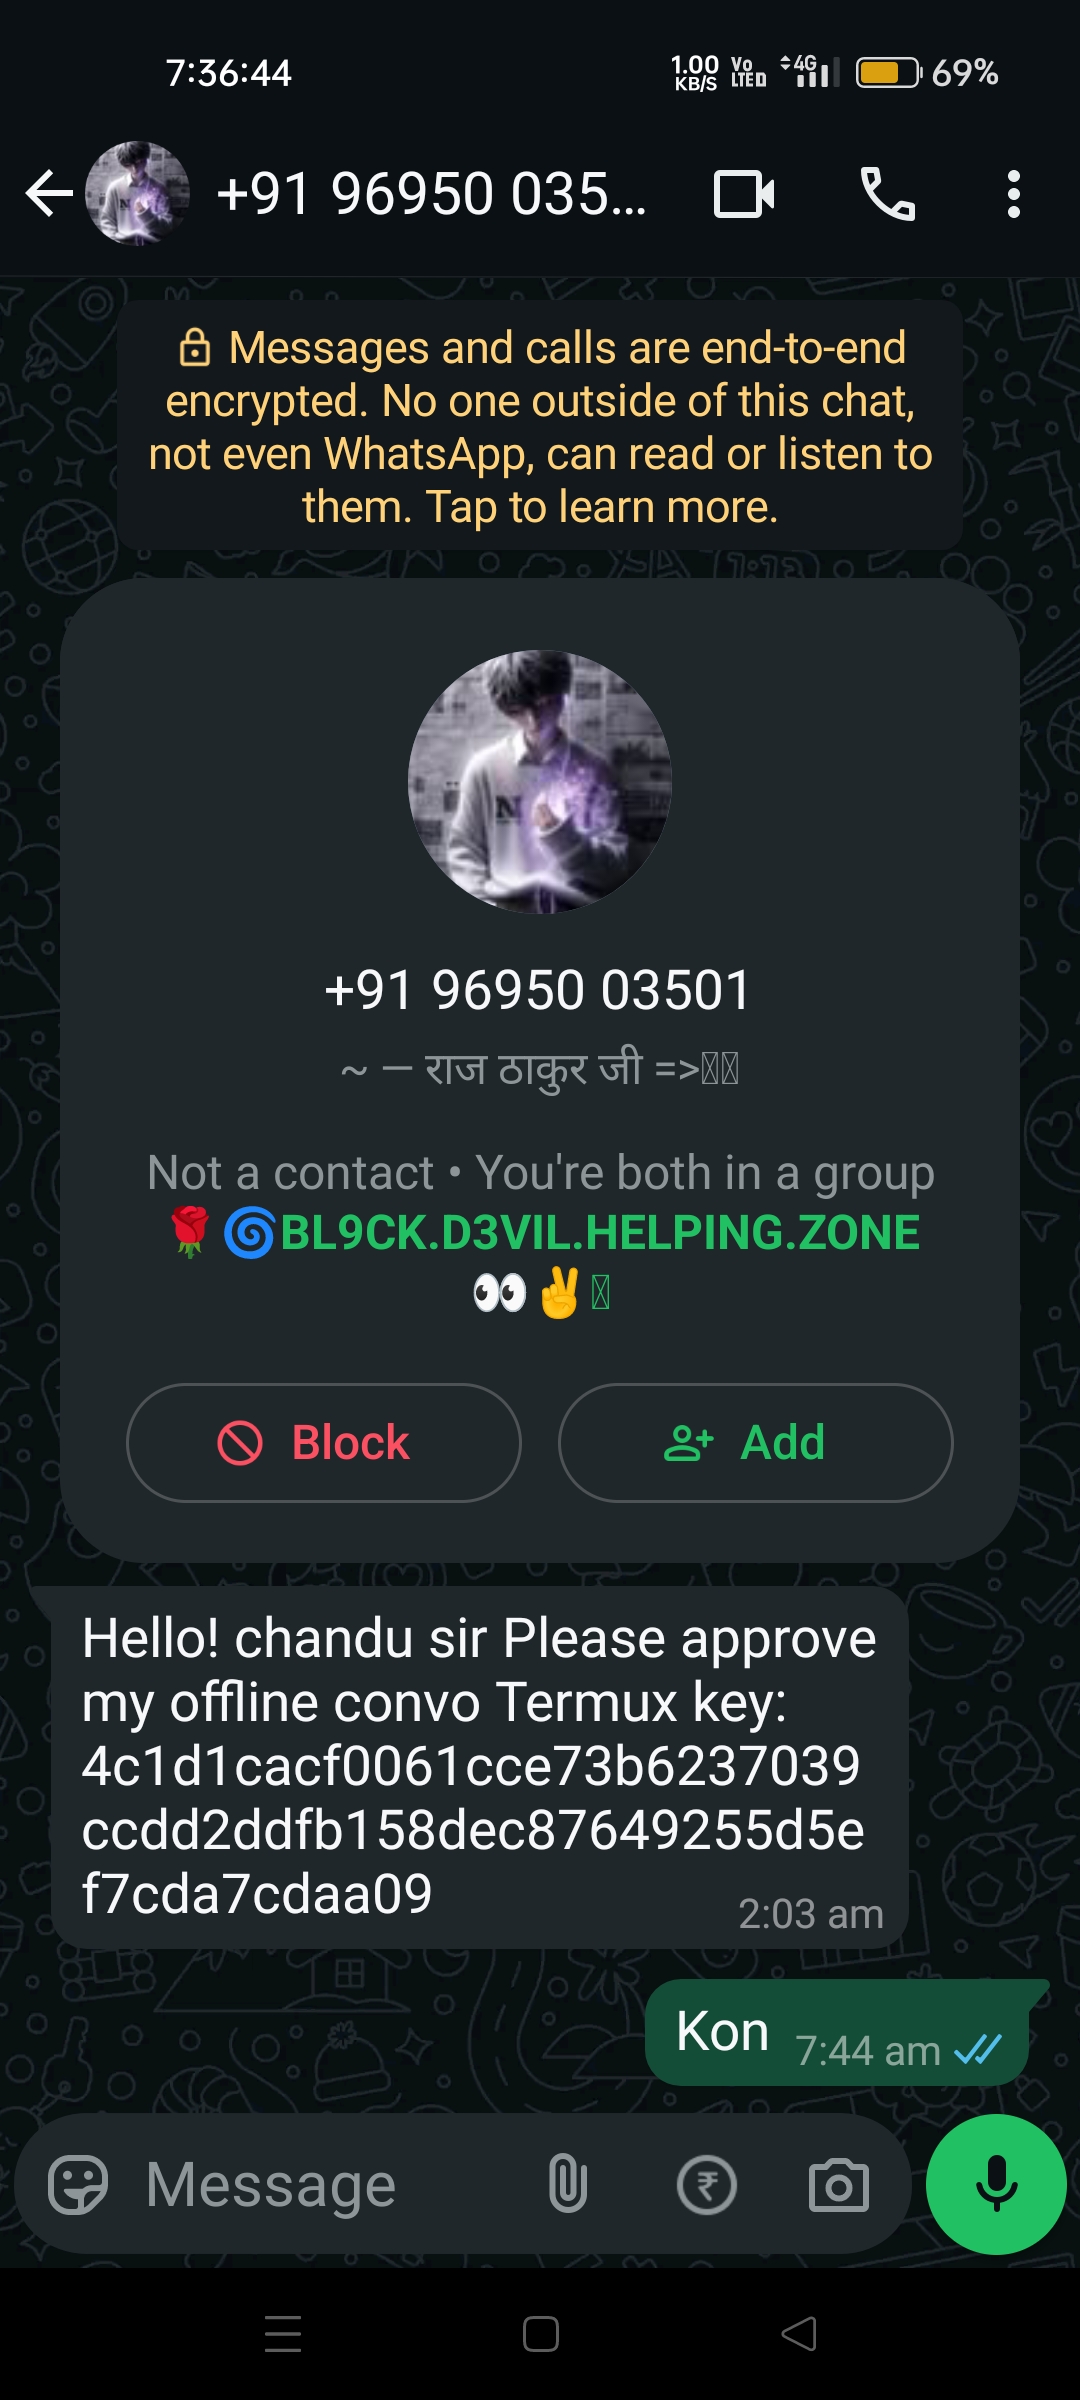 7:36:44 1.00 KB/S Vo LTE 4G 69%
+91 96950 035...
Messages and calls are end-to-end
encrypted. No one outside of this chat,
not even WhatsApp, can read or listen to
them. Tap to learn more.
+91 96950 03501
~ — राज ठाकुर जी =>
Not a contact • You're both in a group
🌹🌀BL9CK.D3VIL.HELPING.ZONE
👀✌️
Block Add
Hello! chandu sir Please approve
my offline convo Termux key:
4c1d1cacf0061cce73b6237039
ccdd2ddfb158dec87649255d5e
f7cda7cdaa09
2:03 am
Kon 7:44 am
Message